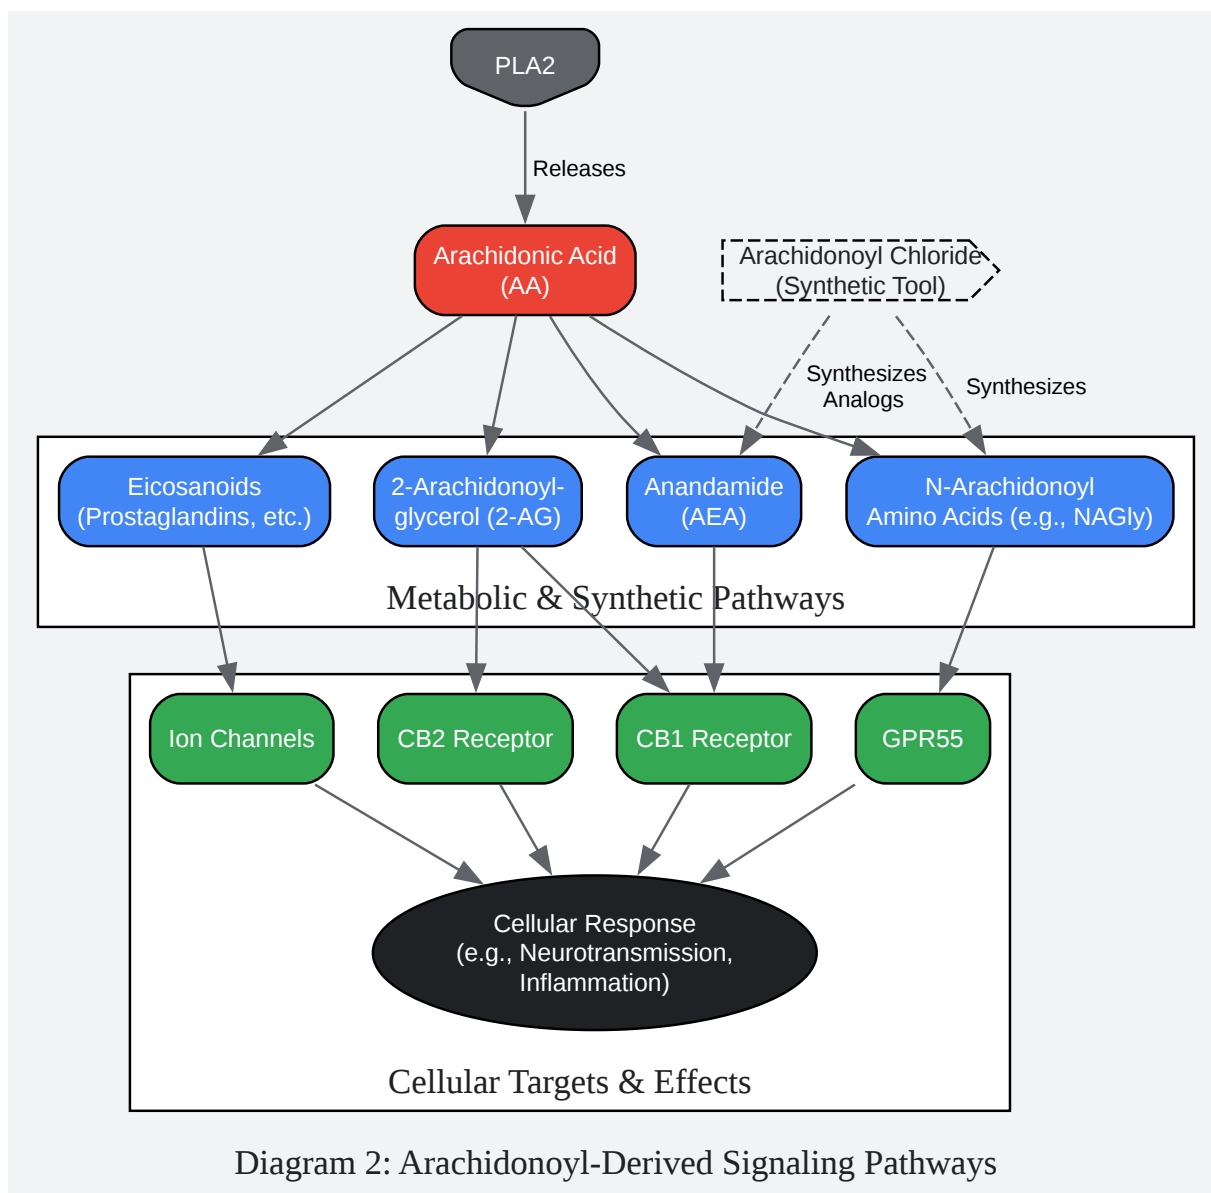 PLA2
Releases
Arachidonic Acid
(AA)
Arachidonoyl Chloride
(Synthetic Tool)
Synthesizes
Analogs
Synthesizes
Eicosanoids
(Prostaglandins, etc.)
2-Arachidonoyl-
glycerol (2-AG)
Anandamide
(AEA)
N-Arachidonoyl
Amino Acids (e.g., NAGly)
Metabolic & Synthetic Pathways
Ion Channels
CB2 Receptor
CB1 Receptor
GPR55
Cellular Response
(e.g., Neurotransmission,
Inflammation)
Cellular Targets & Effects
Diagram 2: Arachidonoyl-Derived Signaling Pathways